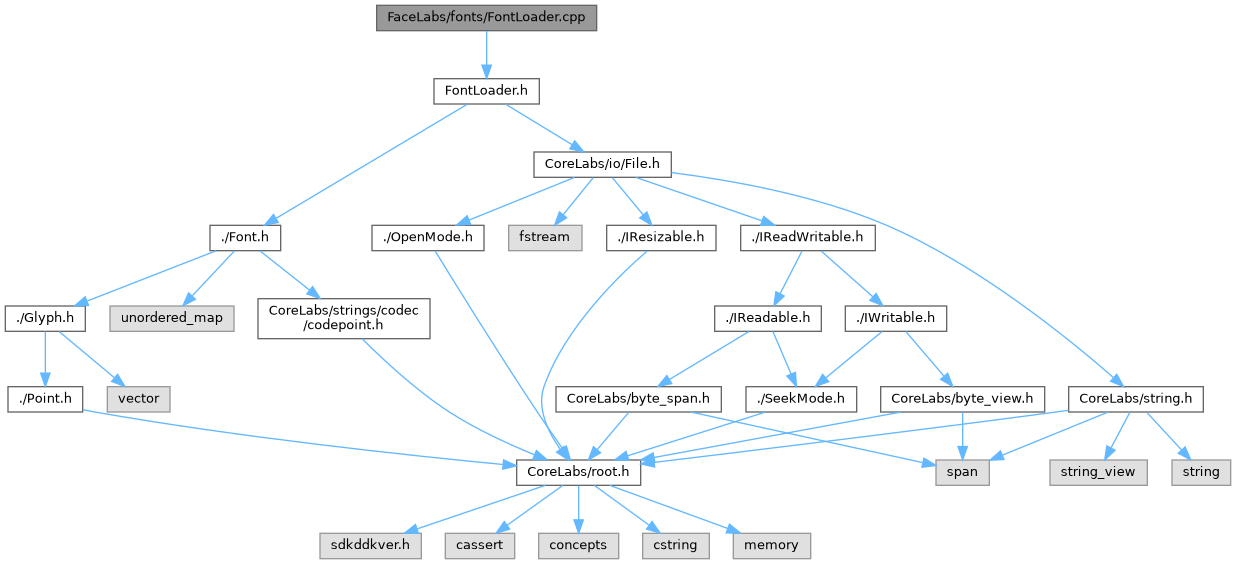 FaceLabs/fonts/FontLoader.cpp
FontLoader.h
CoreLabs/io/File.h
./Font.h
./OpenMode.h
fstream
./IResizable.h
./IReadWritable.h
./Glyph.h
unordered_map
CoreLabs/strings/codec
/codepoint.h
./IReadable.h
./IWritable.h
./Point.h
vector
CoreLabs/byte_span.h
./SeekMode.h
CoreLabs/byte_view.h
CoreLabs/string.h
CoreLabs/root.h
span
string_view
string
sdkddkver.h
cassert
concepts
cstring
memory